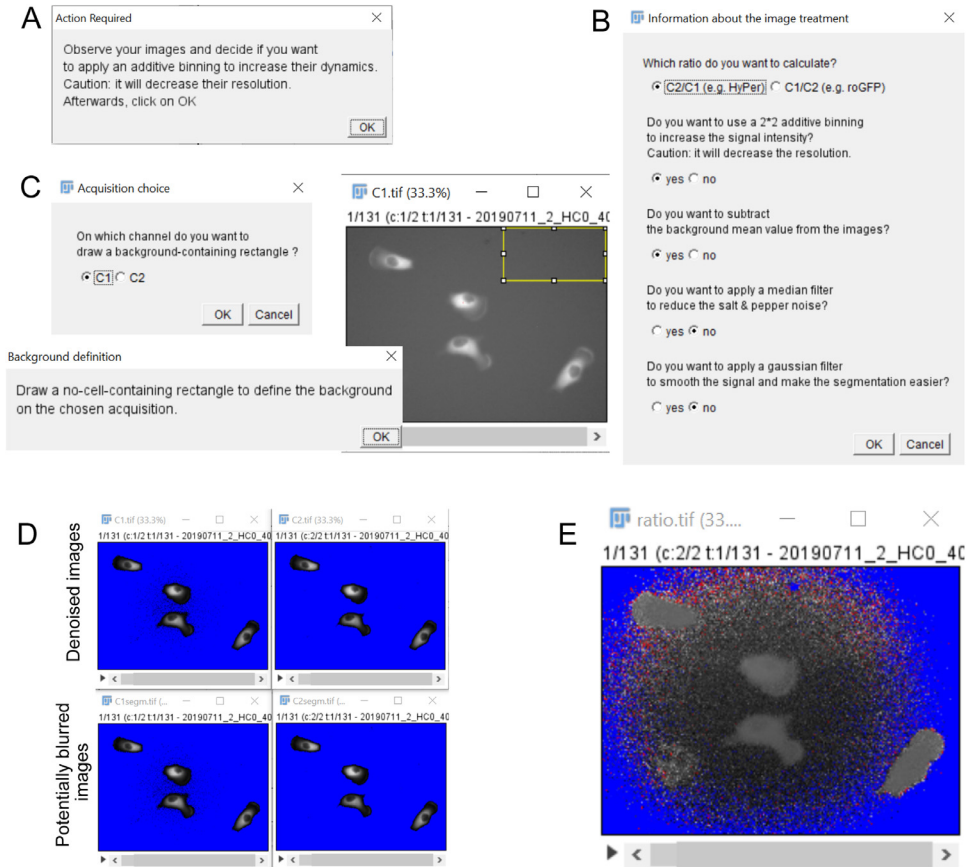 A
Action Required
Observe your images and decide if you want
to apply an additive binning to increase their dynamics.
Caution: it will decrease their resolution.
Afterwards, click on OK
OK
B
Information about the image treatment
Which ratio do you want to calculate?
C2/C1 (e.g. HyPer) C1/C2 (e.g. roGFP)
Do you want to use a 2*2 additive binning
to increase the signal intensity?
Caution: it will decrease the resolution.
yes no
Do you want to subtract
the background mean value from the images?
yes no
Do you want to apply a median filter
to reduce the salt & pepper noise?
yes no
Do you want to apply a gaussian filter
to smooth the signal and make the segmentation easier?
yes no
OK Cancel
C
Acquisition choice
On which channel do you want to
draw a background-containing rectangle ?
C1 C2
OK Cancel
C1.tif (33.3%)
1/131 (c:1/2 t:1/131 - 20190711_2_HC0_40
Background definition
Draw a no-cell-containing rectangle to define the background
on the chosen acquisition.
OK
D
Denoised images
C1.tif (33.3%)
1/131 (c:2/2 t:1/131 - 20190711_2_HC0_40
C2.tif (33.3%)
1/131 (c:2/2 t:1/131 - 20190711_2_HC0_40
Potentially blurred
images
C1segm.tif (...
1/131 (c:2/2 t:1/131 - 20190711_2_HC0_40
C2segm.tif (...
1/131 (c:2/2 t:1/131 - 20190711_2_HC0_40
E
ratio.tif (33....
1/131 (c:2/2 t:1/131 - 20190711_2_HC0_40